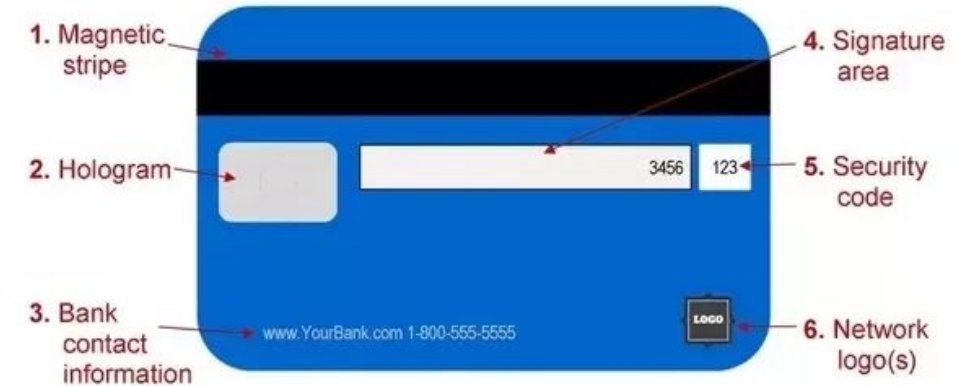 1. Magnetic
stripe
2. Hologram
3. Bank
contact
information
4. Signature
area
3456
123
5. Security
code
www.YourBank.com 1-800-555-5555
LOGO
6. Network
logo(s)